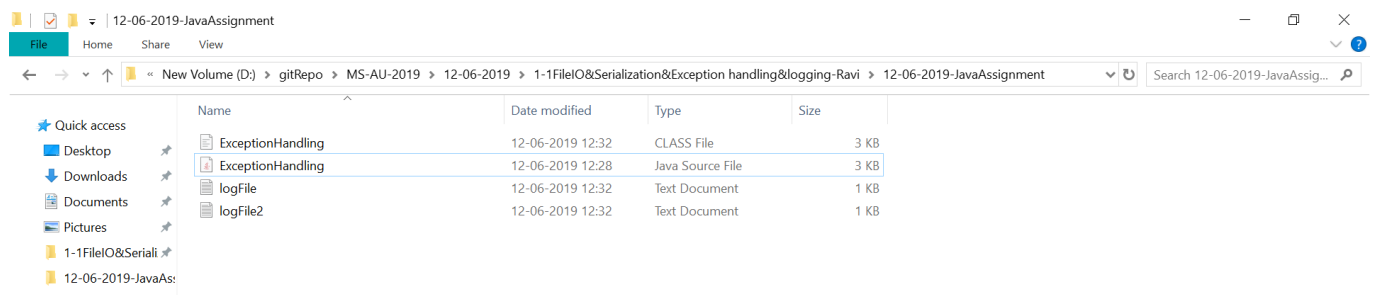 12-06-2019-JavaAssignment
File Home Share View
« New Volume (D:) > gitRepo > MS-AU-2019 > 12-06-2019 > 1-1FileIO&Serialization&Exception handling&logging-Ravi > 12-06-2019-JavaAssignment Search 12-06-2019-JavaAssig...
Name Date modified Type Size
Quick access
Desktop
Downloads
Documents
Pictures
1-1FileIO&Seriali
12-06-2019-JavaAs
ExceptionHandling 12-06-2019 12:32 CLASS File 3 KB
ExceptionHandling 12-06-2019 12:28 Java Source File 3 KB
logFile 12-06-2019 12:32 Text Document 1 KB
logFile2 12-06-2019 12:32 Text Document 1 KB